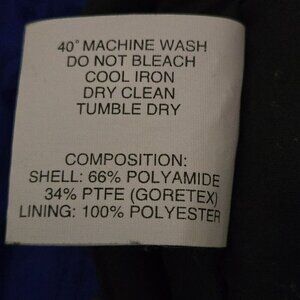 40° MACHINE WASH
DO NOT BLEACH
COOL IRON
DRY CLEAN
TUMBLE DRY
COMPOSITION:
SHELL: 66% POLYAMIDE
34% PTFE (GORETEX)
LINING: 100% POLYESTER